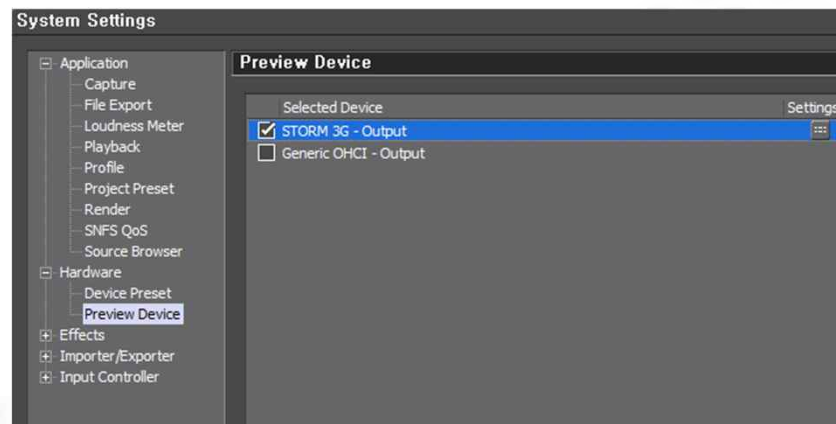 System Settings
Application
Capture
File Export
Loudness Meter
Playback
Profile
Project Preset
Render
SNFS QoS
Source Browser
Hardware
Device Preset
Preview Device
Effects
Importer/Exporter
Input Controller
Preview Device
Selected Device Settings
STORM 3G - Output
Generic OHCI - Output